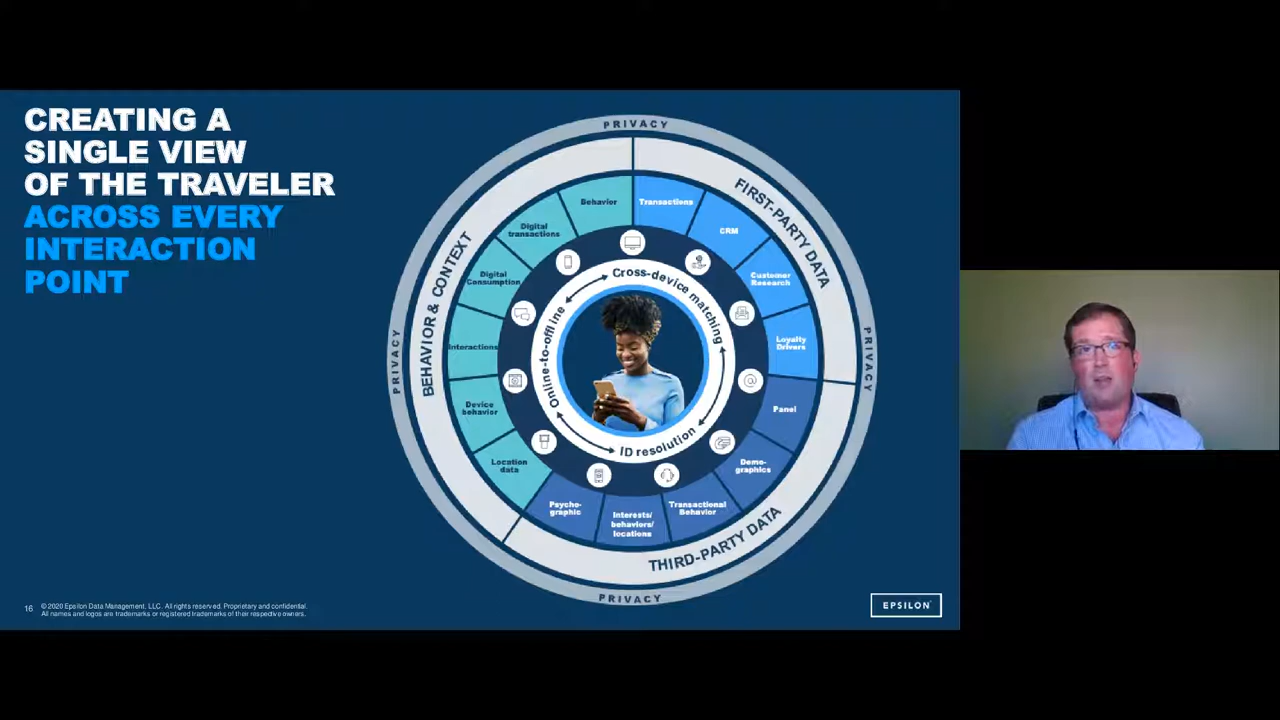 CREATING A
SINGLE VIEW
OF THE TRAVELER
ACROSS EVERY
INTERACTION
POINT
PRIVACY
PRIVACY
PRIVACY
PRIVACY
FIRST-PARTY DATA
Transactions
CRM
Customer
Research
Loyalty
Drivers
THIRD-PARTY DATA
Panel
Demo-
graphics
Transactional
Behavior
Interests/
behaviors/
locations
Psycho-
graphic
BEHAVIOR & CONTEXT
Location
data
Device
behavior
Interactions
Digital
Consumption
Digital
transactions
Behavior
Cross-device matching
ID resolution
Online-to-offline
@
16
© 2020 Epsilon Data Management, LLC. All rights reserved. Proprietary and confidential.
All names and logos are trademarks or registered trademarks of their respective owners.
EPSILON